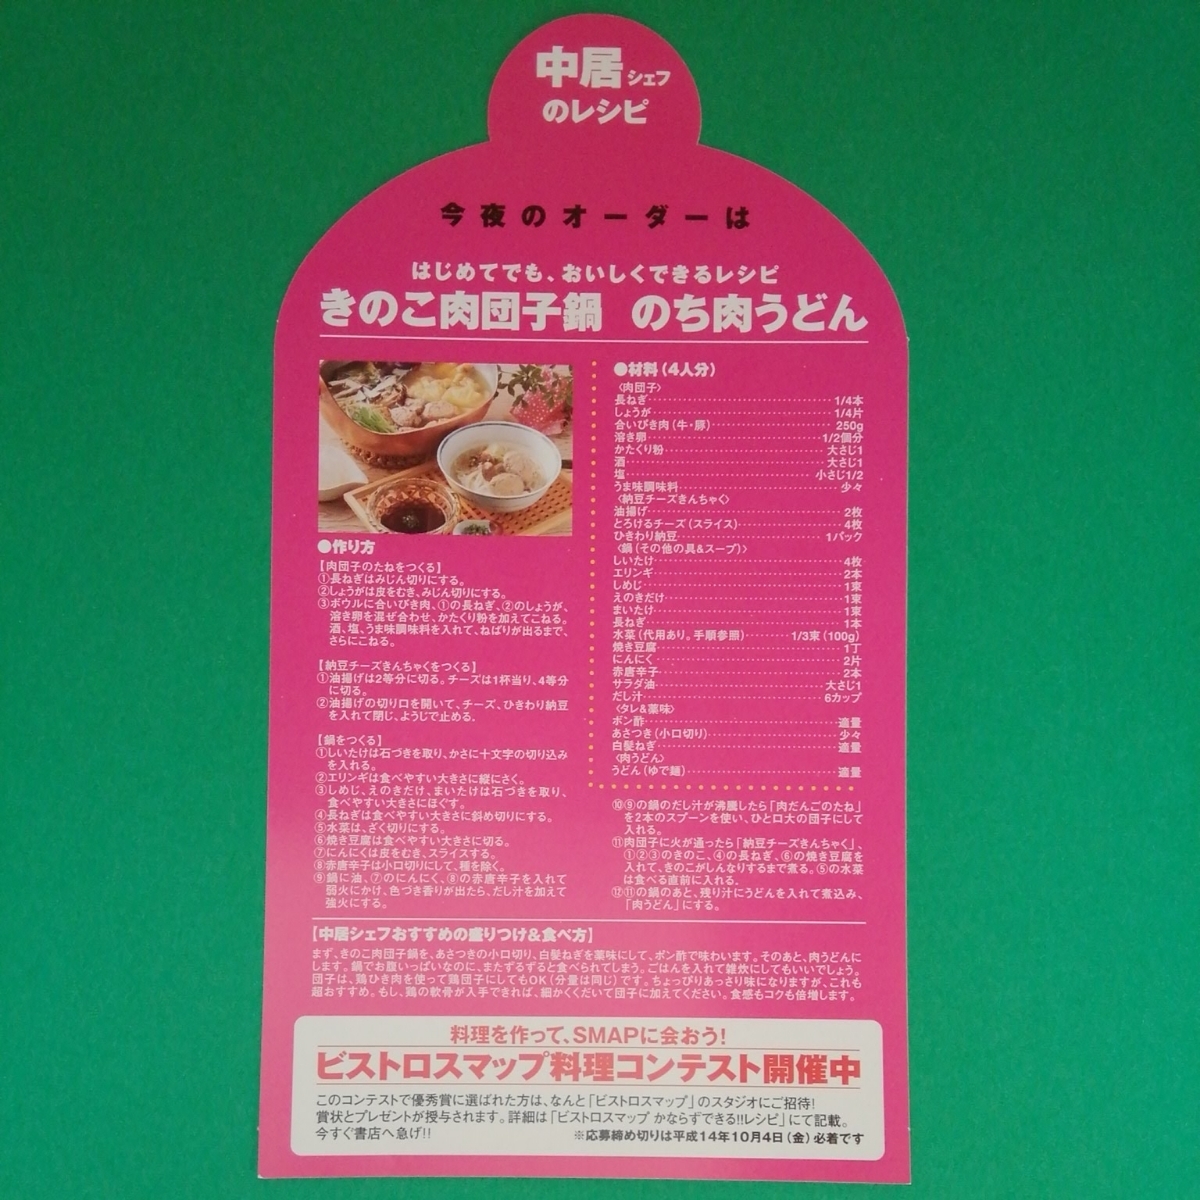 中居シェフ
のレシピ
今夜のオーダーは
はじめてでも、おいしくできるレシピ
きのこ肉団子鍋 のち肉うどん
●作り方
【肉団子のたねをつくる】
①長ねぎはみじん切りにする。
②しょうがは皮をむき、みじん切りにする。
③ボウルに合いびき肉、①の長ねぎ、②のしょうが、
溶き卵を混ぜ合わせ、かたくり粉を加えてこねる。
酒、塩、うま味調味料を入れて、ねばりが出るまで、
さらにこねる。
【納豆チーズきんちゃくをつくる】
①油揚げは2等分に切る。チーズは1杯当り、4等分
に切る。
②油揚げの切り口を開いて、チーズ、ひきわり納豆
を入れて閉じ、ようじで止める。
【鍋をつくる】
①しいたけは石づきを取り、かさに十文字の切り込み
を入れる。
②エリンギは食べやすい大きさに縦にさく。
③しめじ、えのきだけ、まいたけは石づきを取り、
食べやすい大きさにほぐす。
④長ねぎは食べやすい大きさに斜め切りにする。
⑤水菜は、ざく切りにする。
⑥焼き豆腐は食べやすい大きさに切る。
⑦にんにくは皮をむき、スライスする。
⑧赤唐辛子は小口切りにして、種を除く。
⑨鍋に油、⑦のにんにく、⑧の赤唐辛子を入れて
弱火にかけ、色づき香りが出たら、だし汁を加えて
強火にする。
●材料(4人分)
〈肉団子〉
長ねぎ 1/4本
しょうが 1/4片
合いびき肉(牛・豚) 250g
溶き卵 1/2個分
かたくり粉 大さじ1
酒 大さじ1
塩 小さじ1/2
うま味調味料 少々
〈納豆チーズきんちゃく〉
油揚げ 2枚
とろけるチーズ(スライス) 4枚
ひきわり納豆 1パック
〈鍋(その他の具&スープ)〉
しいたけ 4枚
エリンギ 2本
しめじ 1束
えのきだけ 1束
まいたけ 1束
長ねぎ 1本
水菜(代用あり。手順参照) 1/3束(100g)
焼き豆腐 1丁
にんにく 2片
赤唐辛子 2本
サラダ油 大さじ1
だし汁 6カップ
〈タレ&薬味〉
ポン酢 適量
あさつき(小口切り) 少々
白髪ねぎ 適量
〈肉うどん〉
うどん(ゆで麺) 適量
⑩⑨の鍋のだし汁が沸騰したら「肉だんごのたね」
を2本のスプーンを使い、ひと口大の団子にして
入れる。
⑪肉団子に火が通ったら「納豆チーズきんちゃく」、
①②③のきのこ、④の長ねぎ、⑥の焼き豆腐を
入れて、きのこがしんなりするまで煮る。⑤の水菜
は食べる直前に入れる。
⑫⑪の鍋のあと、残り汁にうどんを入れて煮込み、
「肉うどん」にする。
【中居シェフおすすめの盛りつけ&食べ方】
まず、きのこ肉団子鍋を、あさつきの小口切り、白髪ねぎを薬味にして、ポン酢で味わいます。そのあと、肉うどんに
します。鍋でお腹いっぱいなのに、またずるずると食べられてしまう。ごはんを入れて雑炊にしてもいいでしょう。
団子は、鶏ひき肉を使って鶏団子にしてもOK(分量は同じ)です。ちょっぴりあっさり味になりますが、これも
超おすすめ。もし、鶏の軟骨が入手できれば、細かくくだいて団子に加えてください。食感もコクも倍増します。
料理を作って、SMAPに会おう!
ビストロスマップ料理コンテスト開催中
このコンテストで優秀賞に選ばれた方は、なんと「ビストロスマップ」のスタジオにご招待!
賞状とプレゼントが授与されます。詳細は「ビストロスマップ かならずできる!!レシピ」にて記載。
今すぐ書店へ急げ!! ※応募締め切りは平成14年10月4日(金)必着です